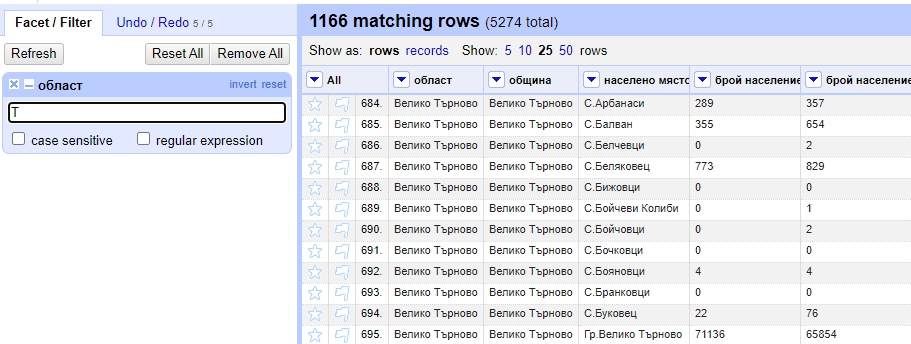 Facet / Filter Undo / Redo 5 / 5
Refresh Reset All Remove All
област invert reset
Т
case sensitive regular expression
1166 matching rows (5274 total)
Show as: rows records Show: 5 10 25 50 rows
All област община населено място брой население брой население
684. Велико Търново Велико Търново С.Арбанаси 289 357
685. Велико Търново Велико Търново С.Балван 355 654
686. Велико Търново Велико Търново С.Белчевци 0 2
687. Велико Търново Велико Търново С.Беляковец 773 829
688. Велико Търново Велико Търново С.Бижовци 0 0
689. Велико Търново Велико Търново С.Бойчеви Колиби 0 1
690. Велико Търново Велико Търново С.Бойчовци 0 2
691. Велико Търново Велико Търново С.Бочковци 0 0
692. Велико Търново Велико Търново С.Бояновци 4 4
693. Велико Търново Велико Търново С.Бранковци 0 0
694. Велико Търново Велико Търново С.Буковец 22 76
695. Велико Търново Велико Търново Гр.Велико Търново 71136 65854